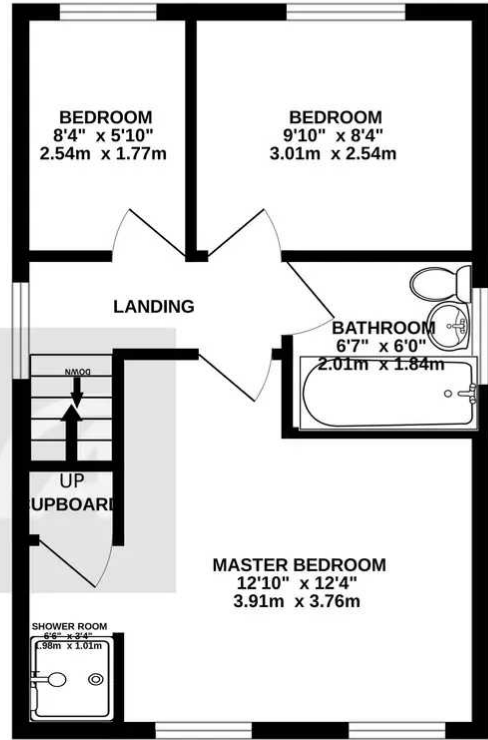 BEDROOM
8'4" x 5'10"
2.54m x 1.77m
BEDROOM
9'10" x 8'4"
3.01m x 2.54m
LANDING
BATHROOM
6'7" x 6'0"
2.01m x 1.84m
DOWN
UP
CUPBOARD
MASTER BEDROOM
12'10" x 12'4"
3.91m x 3.76m
SHOWER ROOM
6'6" x 3'4"
1.98m x 1.01m